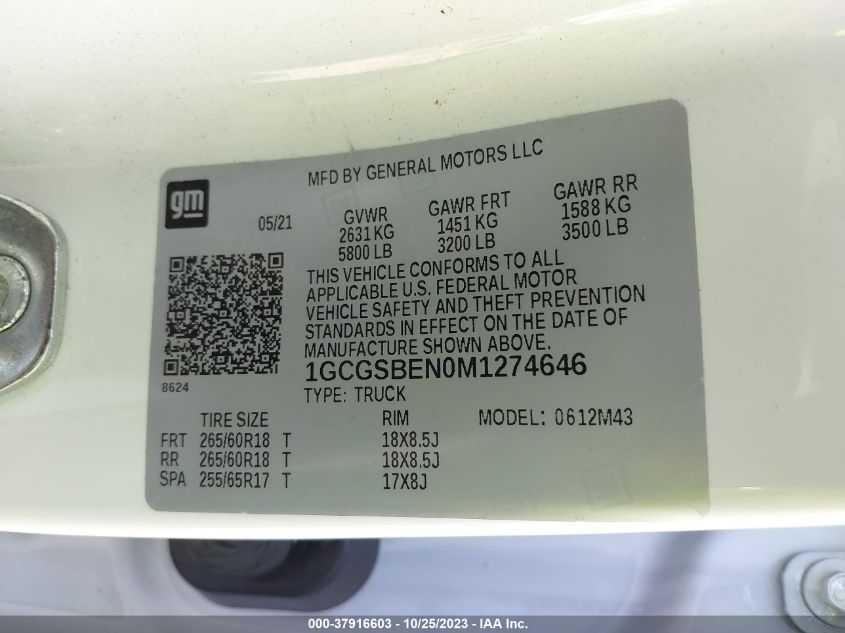 MFD BY GENERAL MOTORS LLC
gm
05/21
GVWR
2631 KG
5800 LB
GAWR FRT
1451 KG
3200 LB
GAWR RR
1588 KG
3500 LB
THIS VEHICLE CONFORMS TO ALL
APPLICABLE U.S. FEDERAL MOTOR
VEHICLE SAFETY AND THEFT PREVENTION
STANDARDS IN EFFECT ON THE DATE OF
MANUFACTURE SHOWN ABOVE.
8624
1GCGSBEN0M1274646
TYPE: TRUCK
TIRE SIZE RIM MODEL: 0612M43
FRT 265/60R18 T 18X8.5J
RR 265/60R18 T 18X8.5J
SPA 255/65R17 T 17X8J
000-37916603 - 10/25/2023 - IAA Inc.